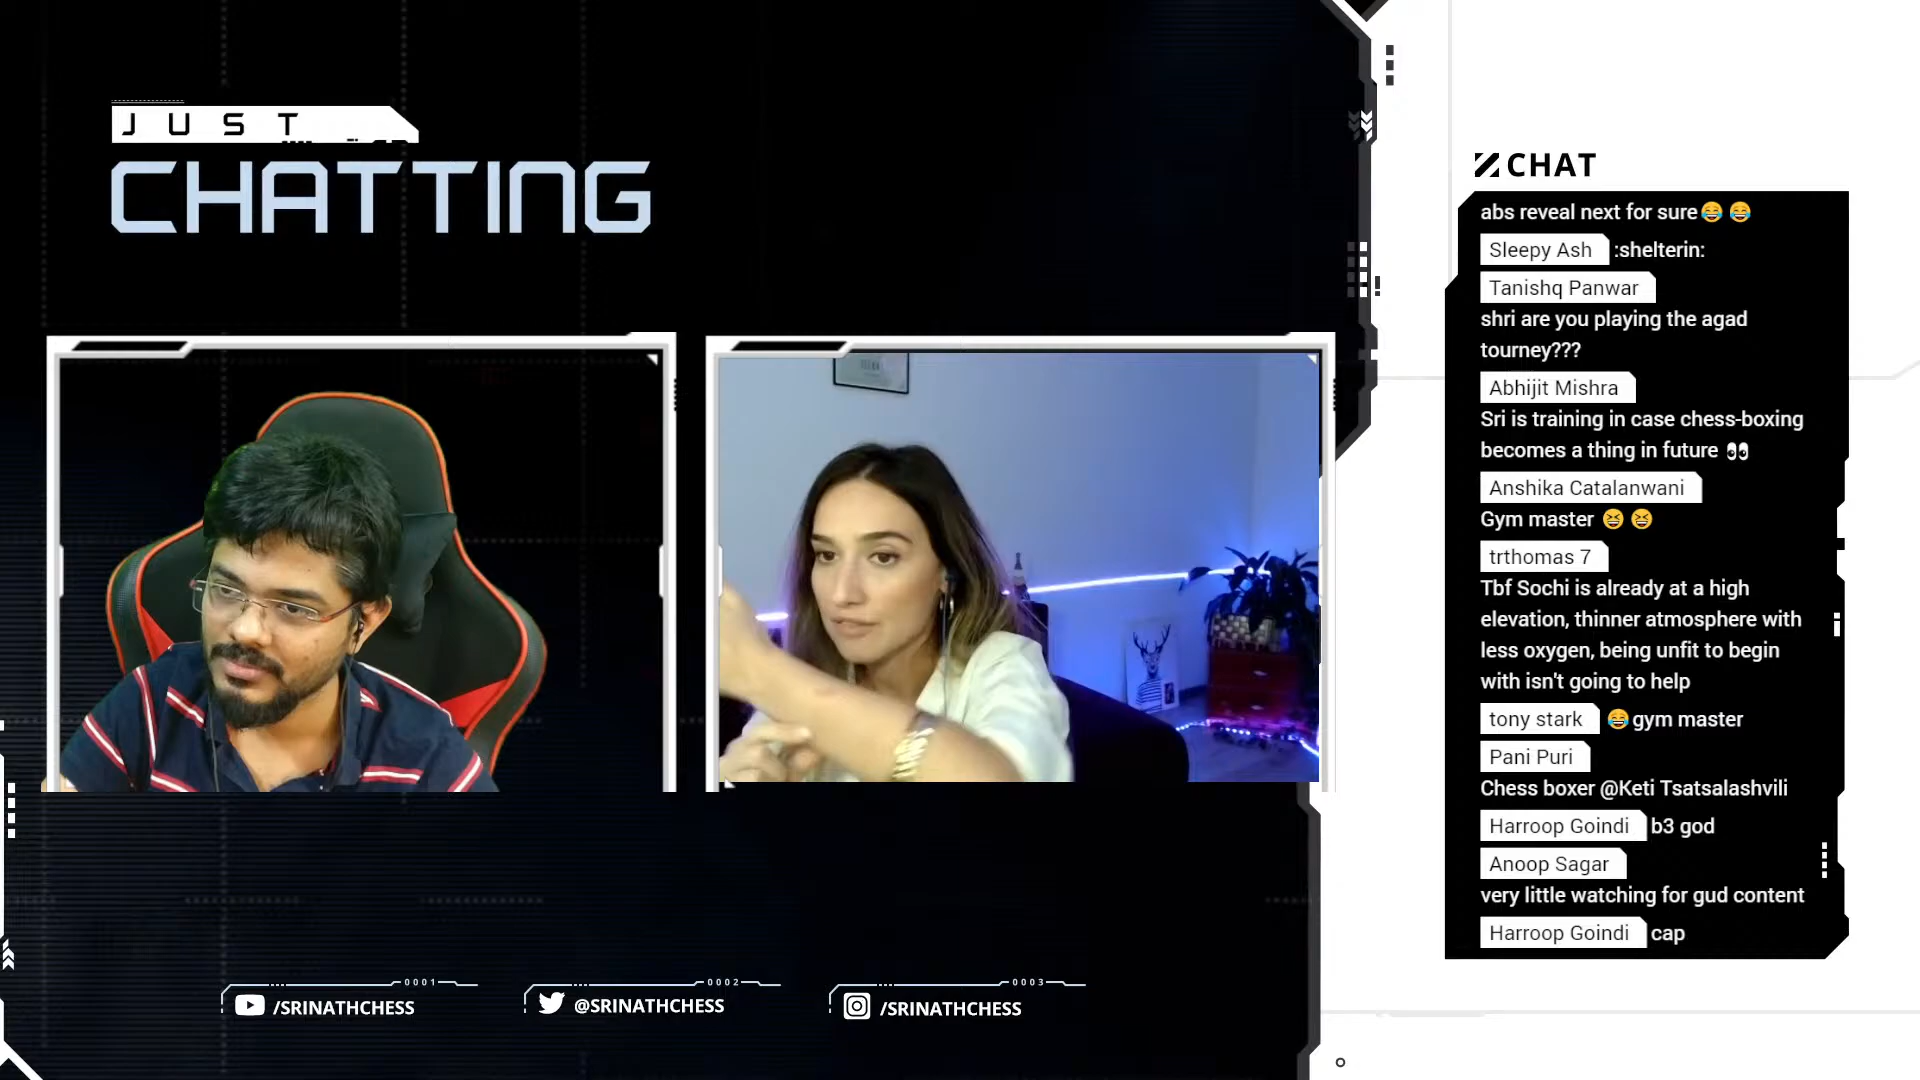 JUST
CHATTING
CHAT
abs reveal next for sure😂 😂
Sleepy Ash :shelterin:
Tanishq Panwar
shri are you playing the agad
tourney???
Abhijit Mishra
Sri is training in case chess-boxing
becomes a thing in future 👀
Anshika Catalanwani
Gym master 😆 😆
trthomas 7
Tbf Sochi is already at a high
elevation, thinner atmosphere with
less oxygen, being unfit to begin
with isn't going to help
tony stark 😂gym master
Pani Puri
Chess boxer @Keti Tsatsalashvili
Harroop Goindi b3 god
Anoop Sagar
very little watching for gud content
Harroop Goindi cap
0001
/SRINATHCHESS
0002
@SRINATHCHESS
0003
/SRINATHCHESS